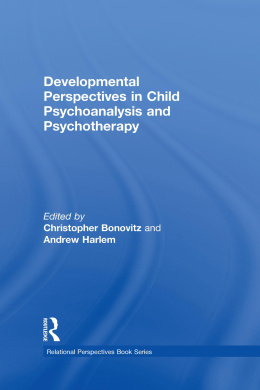 Developmental
Perspectives in Child
Psychoanalysis and
Psychotherapy
Edited by
Christopher Bonovitz and
Andrew Harlem
ROUTLEDGE
Relational Perspectives Book Series